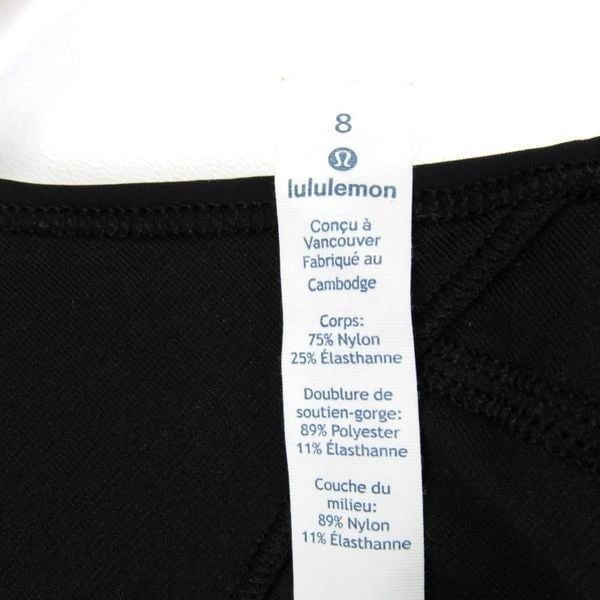 8
lululemon
Conçu à
Vancouver
Fabriqué au
Cambodge
Corps:
75% Nylon
25% Élasthanne
Doublure de
soutien-gorge:
89% Polyester
11% Élasthanne
Couche du
milieu:
89% Nylon
11% Élasthanne